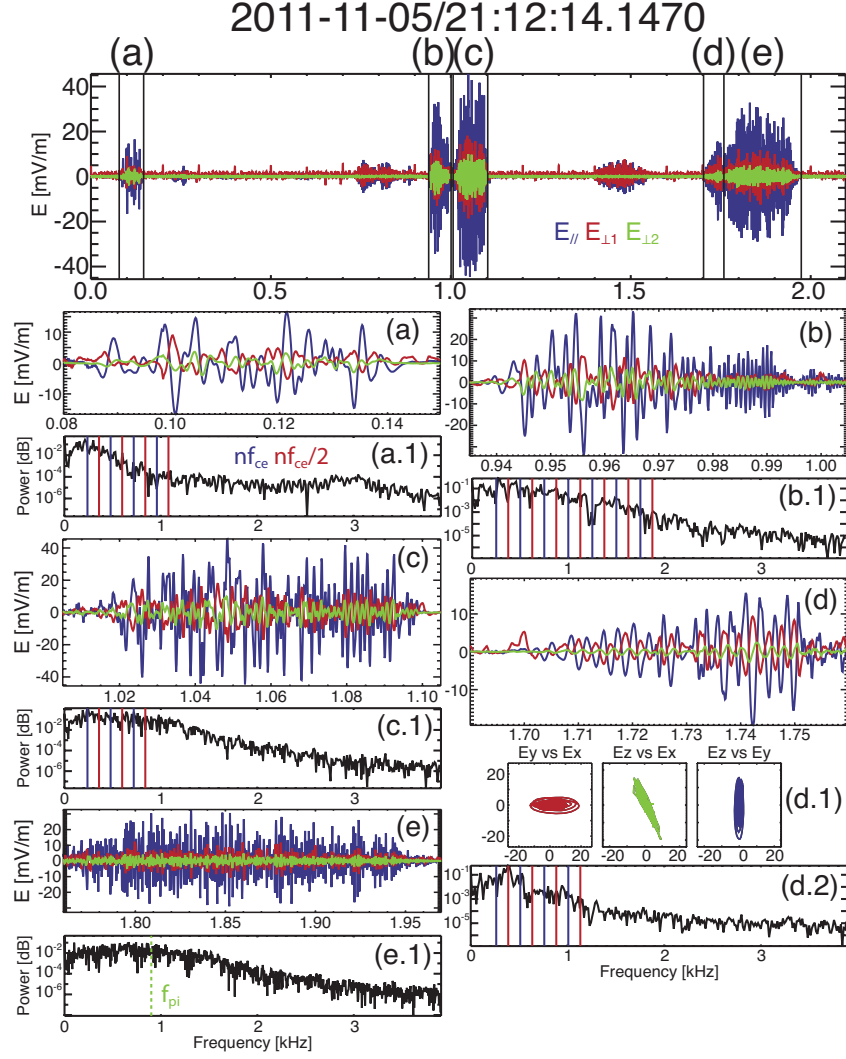 2011-11-05/21:12:14.1470
(a) (b) (c) (d) (e)
E [mV/m]
40
20
0
-20
-40
E// E⊥1 E⊥2
0.0 0.5 1.0 1.5 2.0
(a)
E [mV/m]
10
0
-10
0.08 0.10 0.12 0.14
(b)
30
20
10
0
-10
-20
0.94 0.95 0.96 0.97 0.98 0.99 1.00
(a.1)
nfce nfce/2
Power [dB]
10-2
10-4
10-6
0 1 2 3
(b.1)
10-1
10-3
10-5
0 1 2 3
(c)
E [mV/m]
40
20
0
-20
-40
1.02 1.04 1.06 1.08 1.10
(d)
10
0
-10
1.70 1.71 1.72 1.73 1.74 1.75
(c.1)
Power [dB]
10-2
10-4
10-6
0 1 2 3
Ey vs Ex Ez vs Ex Ez vs Ey
20
0
-20
-20 0 20 -20 0 20 -20 0 20
(d.1)
(e)
E [mV/m]
20
10
0
-10
-20
1.80 1.85 1.90 1.95
(d.2)
10-1
10-3
10-5
0 1 2 3
Frequency [kHz]
(e.1)
Power [dB]
10-2
10-4
10-6
fpi
0 1 2 3
Frequency [kHz]